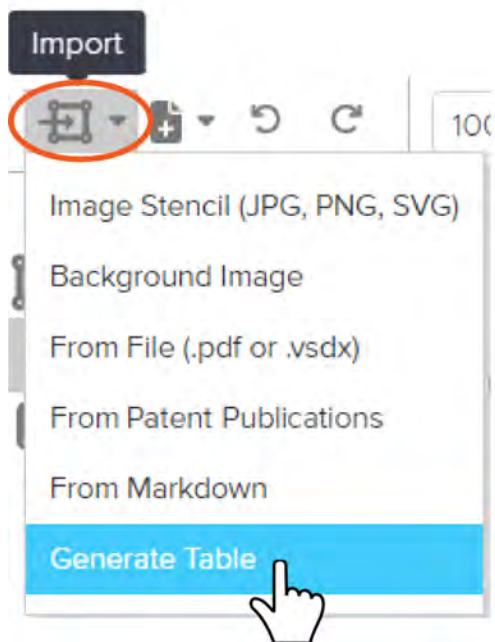 Import
100
Image Stencil (JPG, PNG, SVG)
Background Image
From File (.pdf or .vsdx)
From Patent Publications
From Markdown
Generate Table